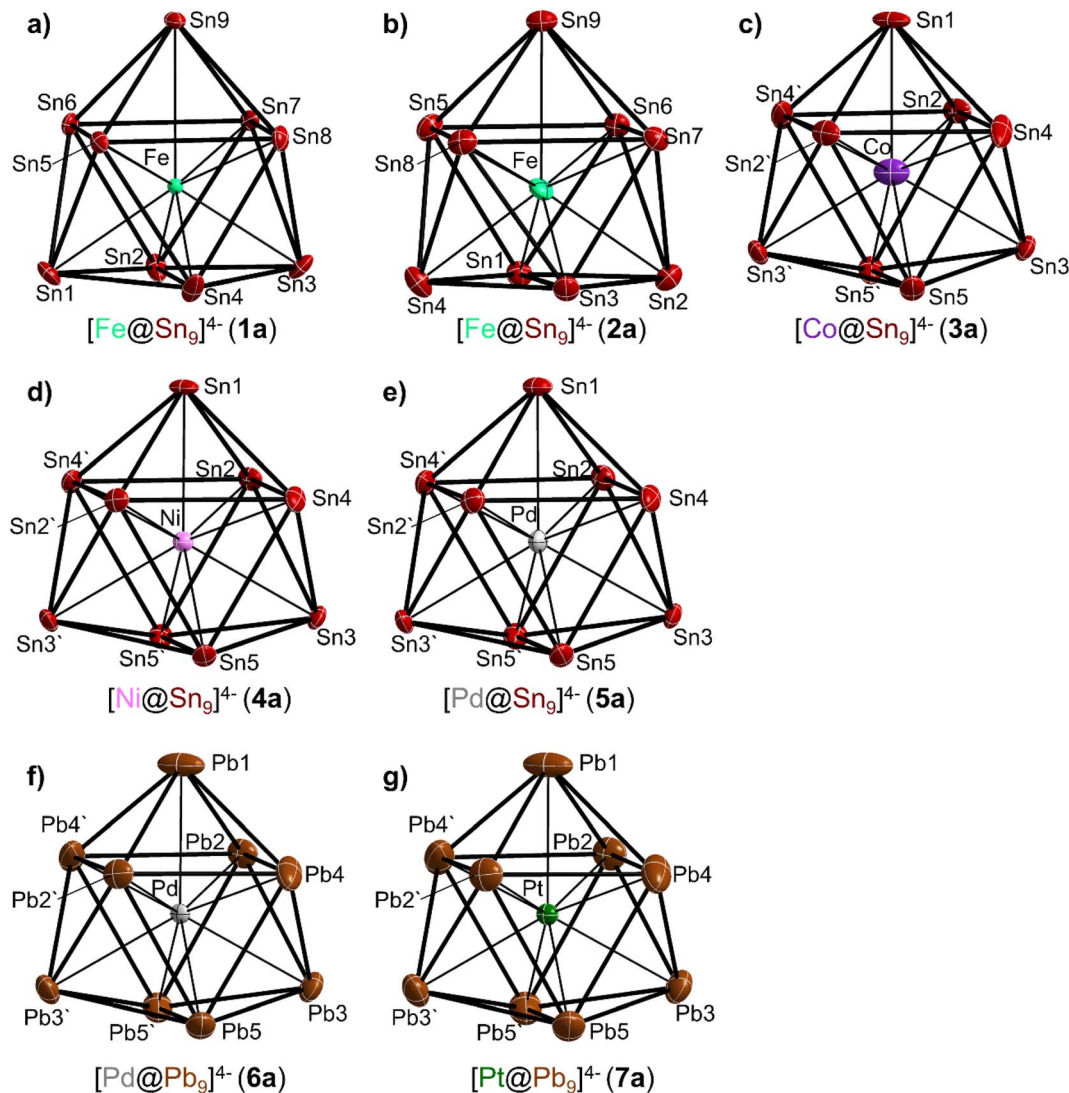 a)
Sn9
Sn6
Sn7
Sn8
Sn5
Fe
Sn2
Sn1
Sn4
Sn3
[Fe@Sn₉]⁴⁻ (1a)
b)
Sn9
Sn5
Sn6
Sn7
Sn8
Fe
Sn1
Sn4
Sn3
Sn2
[Fe@Sn₉]⁴⁻ (2a)
c)
Sn1
Sn4`
Sn2
Sn4
Sn2`
Co
Sn3`
Sn5`
Sn5
Sn3
[Co@Sn₉]⁴⁻ (3a)
d)
Sn1
Sn4`
Sn2
Sn4
Sn2`
Ni
Sn3`
Sn5`
Sn5
Sn3
[Ni@Sn₉]⁴⁻ (4a)
e)
Sn1
Sn4`
Sn2
Sn4
Sn2`
Pd
Sn3`
Sn5`
Sn5
Sn3
[Pd@Sn₉]⁴⁻ (5a)
f)
Pb1
Pb4`
Pb2
Pb4
Pb2`
Pd
Pb3`
Pb5`
Pb5
Pb3
[Pd@Pb₉]⁴⁻ (6a)
g)
Pb1
Pb4`
Pb2
Pb4
Pb2`
Pt
Pb3`
Pb5`
Pb5
Pb3
[Pt@Pb₉]⁴⁻ (7a)